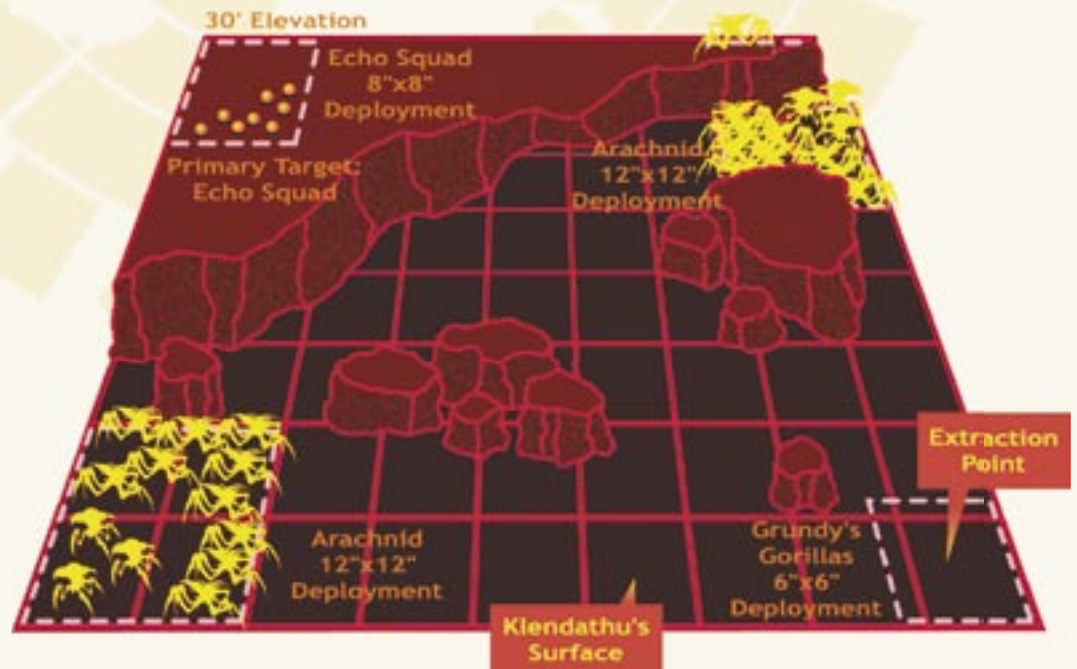 30' Elevation
Echo Squad
8"x8"
Deployment
Primary Target:
Echo Squad
Arachnid
12"x12"
Deployment
Extraction
Point
Arachnid
12"x12"
Deployment
Grundy's
Gorillas
6"x6"
Deployment
Klendathu's
Surface